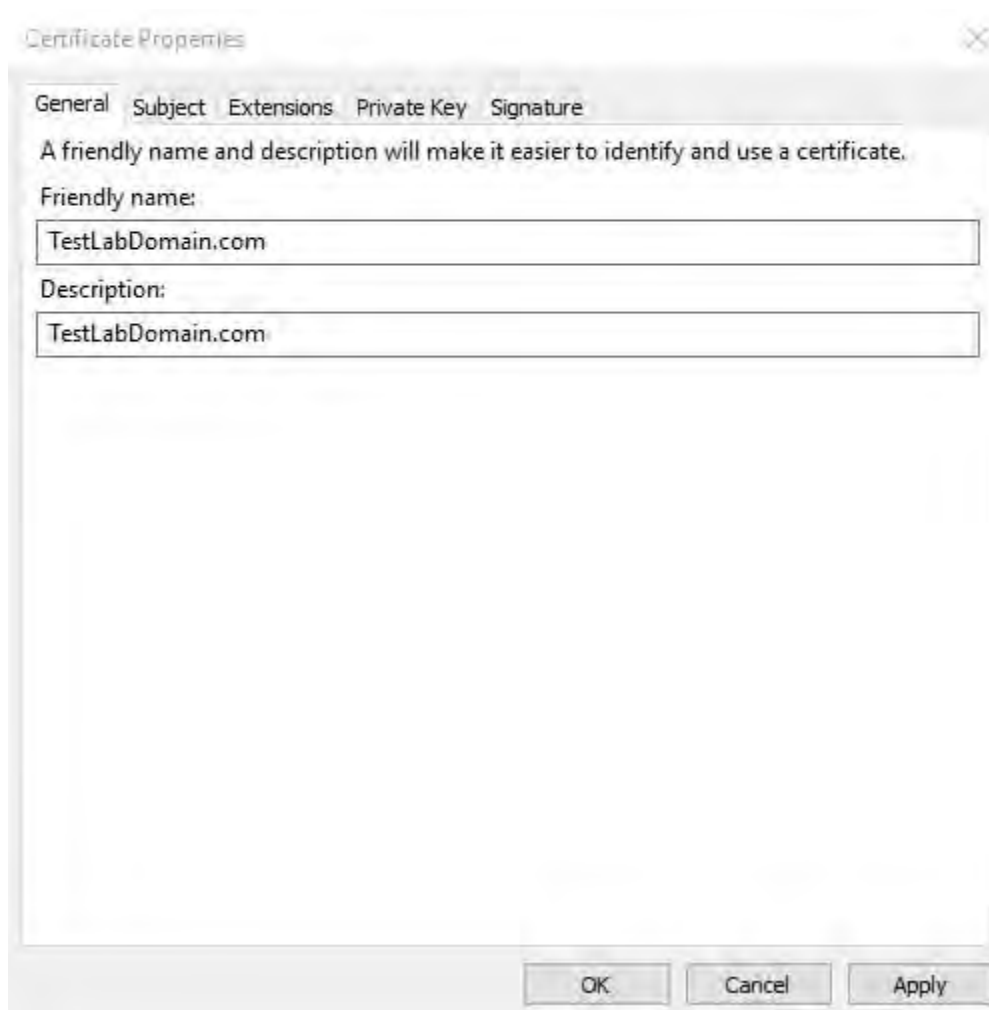 Certificate Properties
General Subject Extensions Private Key Signature
A friendly name and description will make it easier to identify and use a certificate.
Friendly name:
TestLabDomain.com
Description:
TestLabDomain.com
OK Cancel Apply